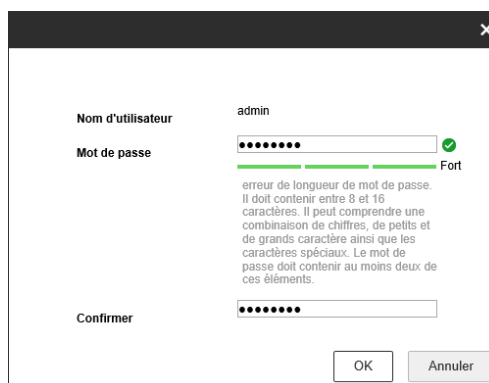 Nom d'utilisateur admin
Mot de passe ●●●●●●●●
Fort
erreur de longueur de mot de passe.
Il doit contenir entre 8 et 16
caractères. Il peut comprendre une
combinaison de chiffres, de petits et
de grands caractère ainsi que les
caractères spéciaux. Le mot de
passe doit contenir au moins deux de
ces éléments.
Confirmer ●●●●●●●●
OK Annuler